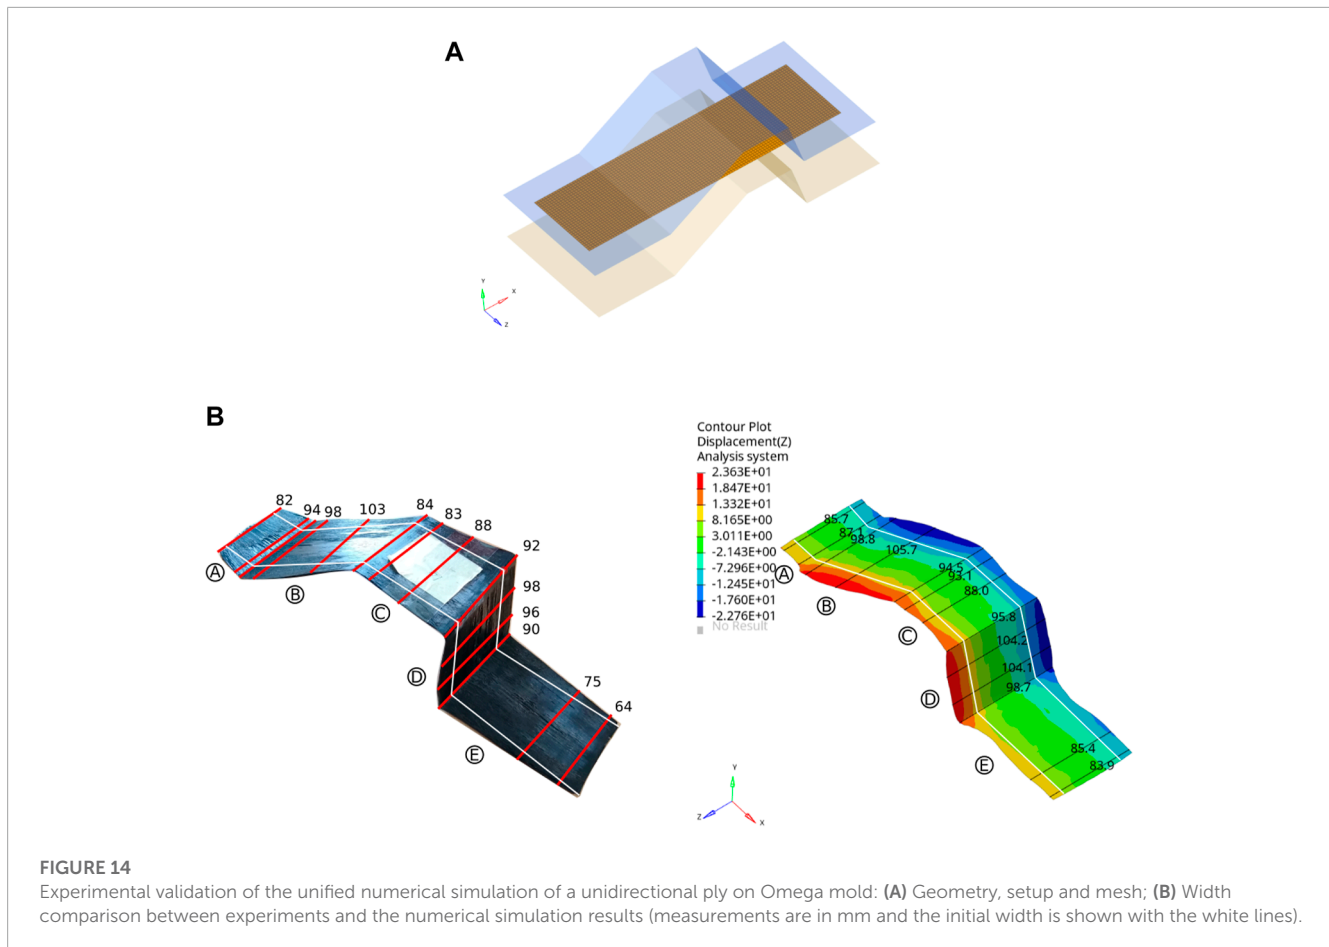 A
Y
X
Z
B
82
94
98
103
84
83
88
92
98
96
90
75
64
A
B
C
D
E
Contour Plot
Displacement(Z)
Analysis system
2.363E+01
1.847E+01
1.332E+01
8.165E+00
3.011E+00
-2.143E+00
-7.296E+00
-1.245E+01
-1.760E+01
-2.276E+01
No Result
85.7
87.1
98.8
105.7
94.5
93.1
88.0
95.8
104.2
104.1
98.7
85.4
83.9
A
B
C
D
E
Y
Z
X
FIGURE 14
Experimental validation of the unified numerical simulation of a unidirectional ply on Omega mold: (A) Geometry, setup and mesh; (B) Width
comparison between experiments and the numerical simulation results (measurements are in mm and the initial width is shown with the white lines).